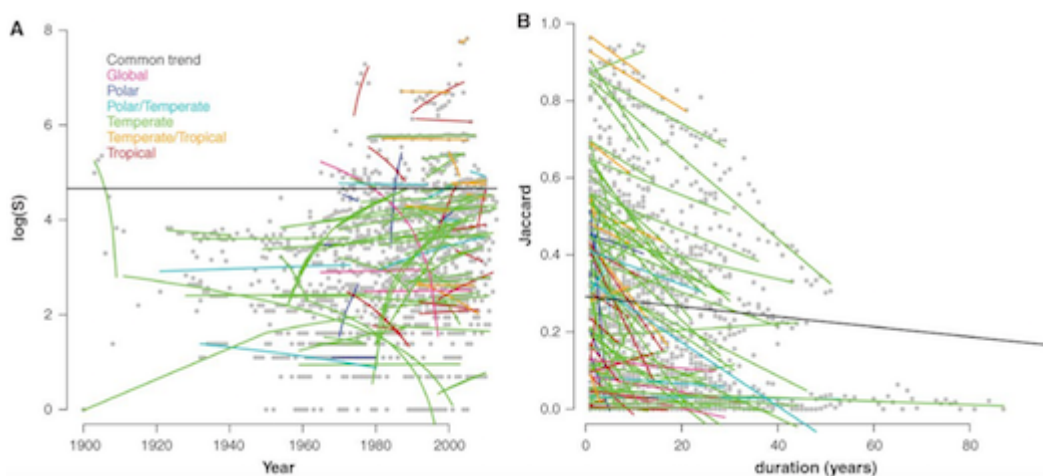 A
8
6
4
2
0
log(S)
Common trend
Global
Polar
Polar/Temperate
Temperate
Temperate/Tropical
Tropical
1900 1920 1940 1960 1980 2000
Year
B
1.0
0.8
0.6
0.4
0.2
0.0
Jaccard
0 20 40 60 80
duration (years)